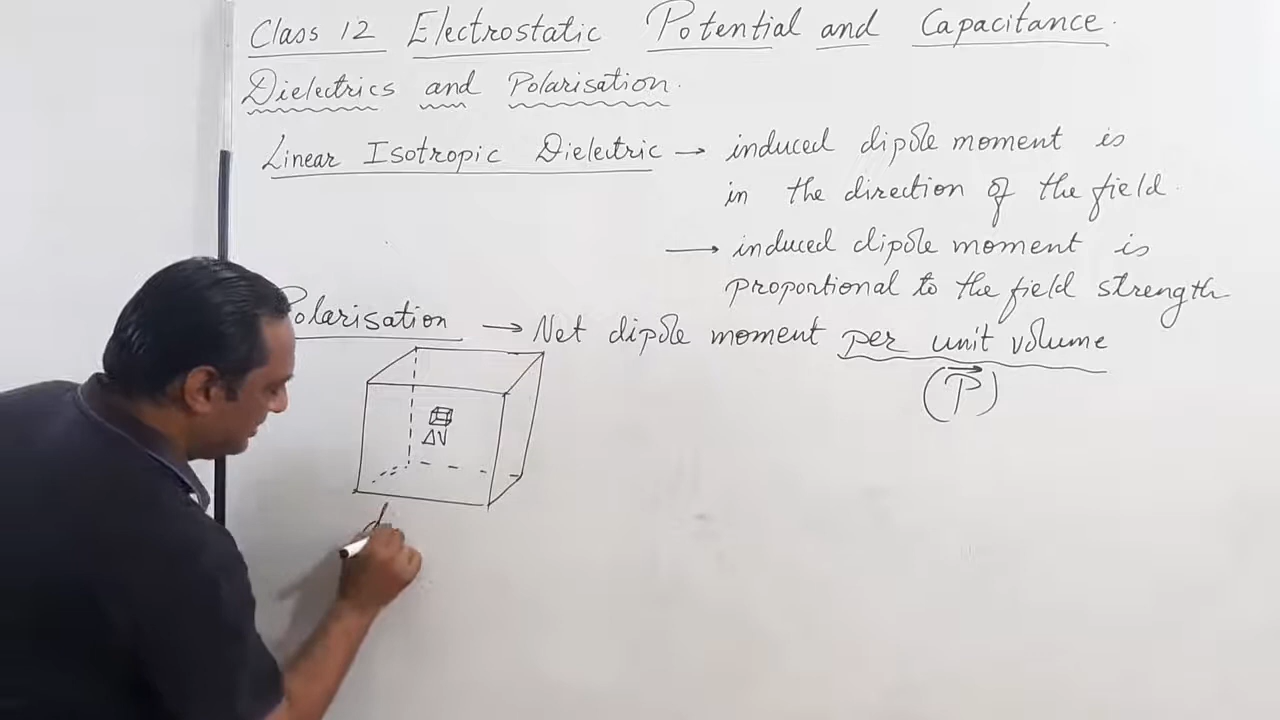 Class 12 Electrostatic Potential and Capacitance.
Dielectrics and Polarisation.
Linear Isotropic Dielectric → induced dipole moment is
in the direction of the field.
→ induced dipole moment is
proportional to the field strength
Polarisation → Net dipole moment per unit volume
(P⃗)
ΔV